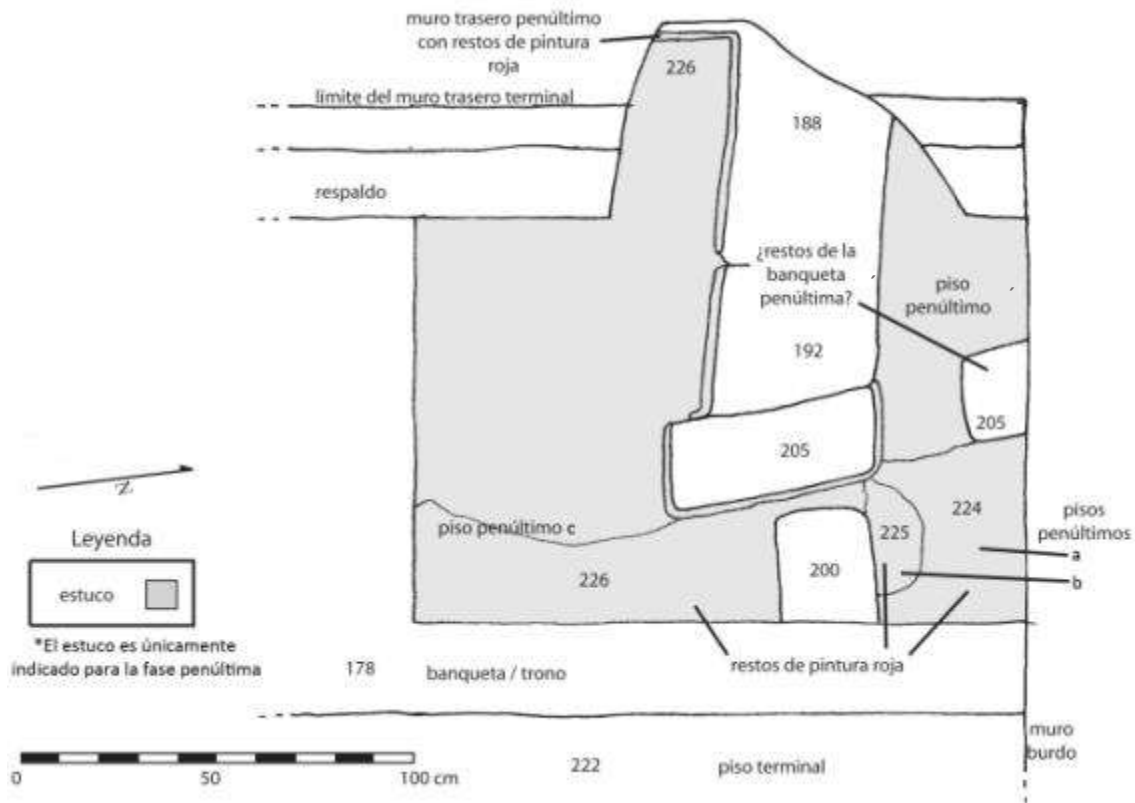 muro trasero penúltimo
con restos de pintura
roja
226
límite del muro trasero terminal
188
respaldo
¿restos de la
banqueta
penúltima?
piso
penúltimo
192
205
205
N
piso penúltimo c
224
pisos
penúltimos
a
b
225
226
200
Leyenda
estuco
*El estuco es únicamente
indicado para la fase penúltima
restos de pintura roja
178
banqueta / trono
muro
burdo
222
piso terminal
0
50
100 cm